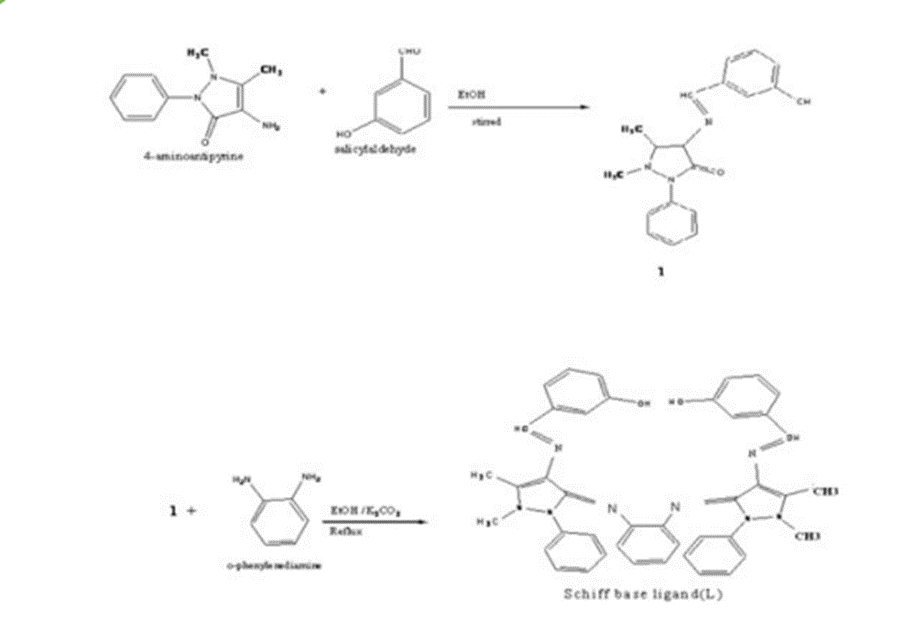 H₃C
N
CH₃
N
NH₂
O
4-aminoantipyrine
+
CHO
HO
salicylaldehyde
EtOH
stirred
HC
N
CH
H₃C
H₃C
N
N
O
1
1 +
H₂N
NH₂
o-phenylenediamine
EtOH/K₂CO₃
Reflux
OH
HO
HC
N
N
H₃C
CH3
N
N
N
N
N
N
H₃C
CH3
Schiff base ligand(L)